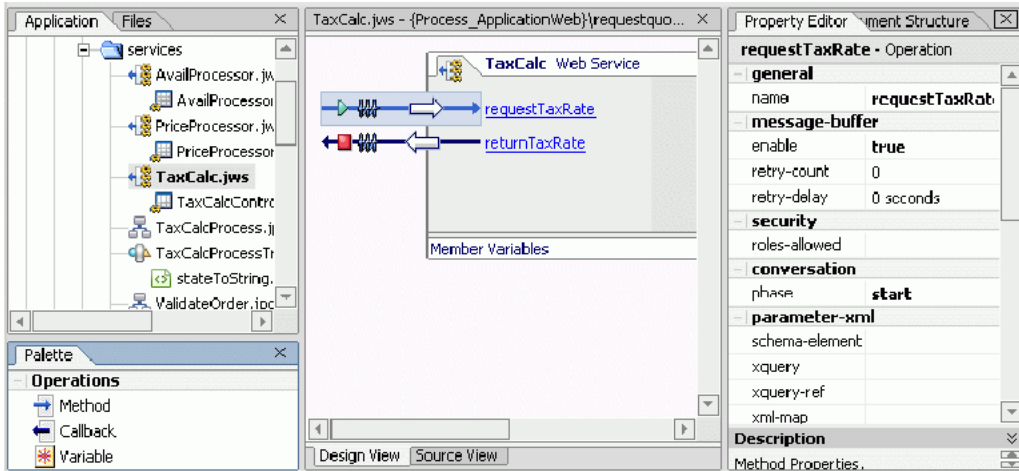 Application Files
services
AvailProcessor.jw
AvailProcessor
PriceProcessor.jw
PriceProcessor
TaxCalc.jws
TaxCalcContro
TaxCalcProcess.j
TaxCalcProcessTr
stateToString.
ValidateOrder.jpd
Palette
Operations
Method
Callback
Variable
TaxCalc.jws - {Process_ApplicationWeb}\requestquo...
TaxCalc Web Service
requestTaxRate
returnTaxRate
Member Variables
Design View Source View
Property Editor ument Structure
requestTaxRate - Operation
general
name requestTaxRat
message-buffer
enable true
retry-count 0
retry-delay 0 seconds
security
roles-allowed
conversation
phase start
parameter-xml
schema-element
xquery
xquery-ref
xml-map
Description
Method Properties.